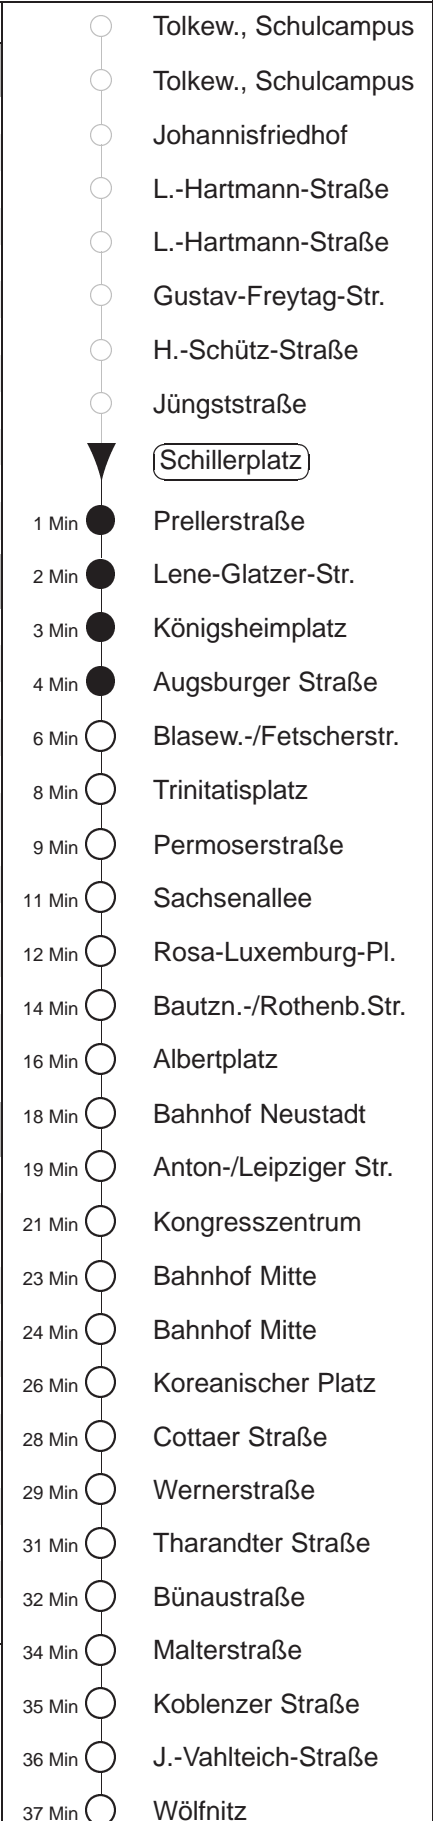 Tolkew., Schulcampus
Tolkew., Schulcampus
Johannisfriedhof
L.-Hartmann-Straße
L.-Hartmann-Straße
Gustav-Freytag-Str.
H.-Schütz-Straße
Jüngststraße
Schillerplatz
1 Min Prellerstraße
2 Min Lene-Glatzer-Str.
3 Min Königsheimplatz
4 Min Augsburger Straße
6 Min Blasew.-/Fetscherstr.
8 Min Trinitatisplatz
9 Min Permoserstraße
11 Min Sachsenallee
12 Min Rosa-Luxemburg-Pl.
14 Min Bautzn.-/Rothenb.Str.
16 Min Albertplatz
18 Min Bahnhof Neustadt
19 Min Anton-/Leipziger Str.
21 Min Kongresszentrum
23 Min Bahnhof Mitte
24 Min Bahnhof Mitte
26 Min Koreanischer Platz
28 Min Cottaer Straße
29 Min Wernerstraße
31 Min Tharandter Straße
32 Min Bünaustraße
34 Min Malterstraße
35 Min Koblenzer Straße
36 Min J.-Vahlteich-Straße
37 Min Wölfnitz